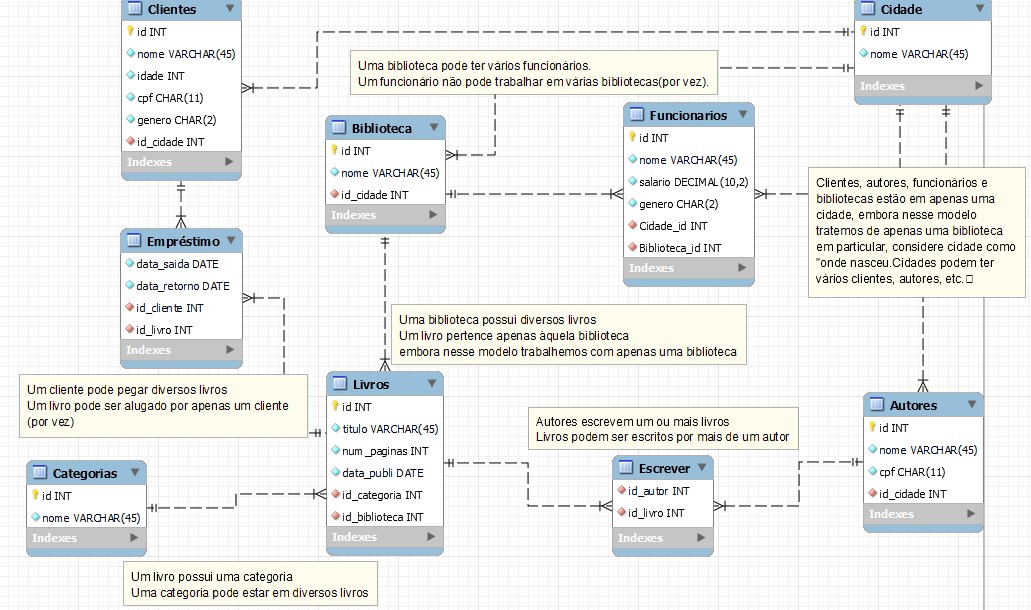 Clientes
id INT
nome VARCHAR(45)
idade INT
cpf CHAR(11)
genero CHAR(2)
id_cidade INT
Indexes
Cidade
id INT
nome VARCHAR(45)
Indexes
Uma biblioteca pode ter vários funcionários.
Um funcionário não pode trabalhar em várias bibliotecas(por vez).
Biblioteca
id INT
nome VARCHAR(45)
id_cidade INT
Indexes
Funcionarios
id INT
nome VARCHAR(45)
salario DECIMAL(10,2)
genero CHAR(2)
Cidade_id INT
Biblioteca_id INT
Indexes
Clientes, autores, funcionários e
bibliotecas estão em apenas uma
cidade, embora nesse modelo
tratemos de apenas uma biblioteca
em particular, considere cidade como
"onde nasceu.Cidades podem ter
vários clientes, autores, etc.
Empréstimo
data_saida DATE
data_retorno DATE
id_cliente INT
id_livro INT
Indexes
Uma biblioteca possui diversos livros
Um livro pertence apenas àquela biblioteca
embora nesse modelo trabalhemos com apenas uma biblioteca
Um cliente pode pegar diversos livros
Um livro pode ser alugado por apenas um cliente
(por vez)
Livros
id INT
titulo VARCHAR(45)
num_paginas INT
data_publi DATE
id_categoria INT
id_biblioteca INT
Indexes
Autores escrevem um ou mais livros
Livros podem ser escritos por mais de um autor
Autores
id INT
nome VARCHAR(45)
cpf CHAR(11)
id_cidade INT
Indexes
Categorias
id INT
nome VARCHAR(45)
Indexes
Escrever
id_autor INT
id_livro INT
Indexes
Um livro possui uma categoria
Uma categoria pode estar em diversos livros